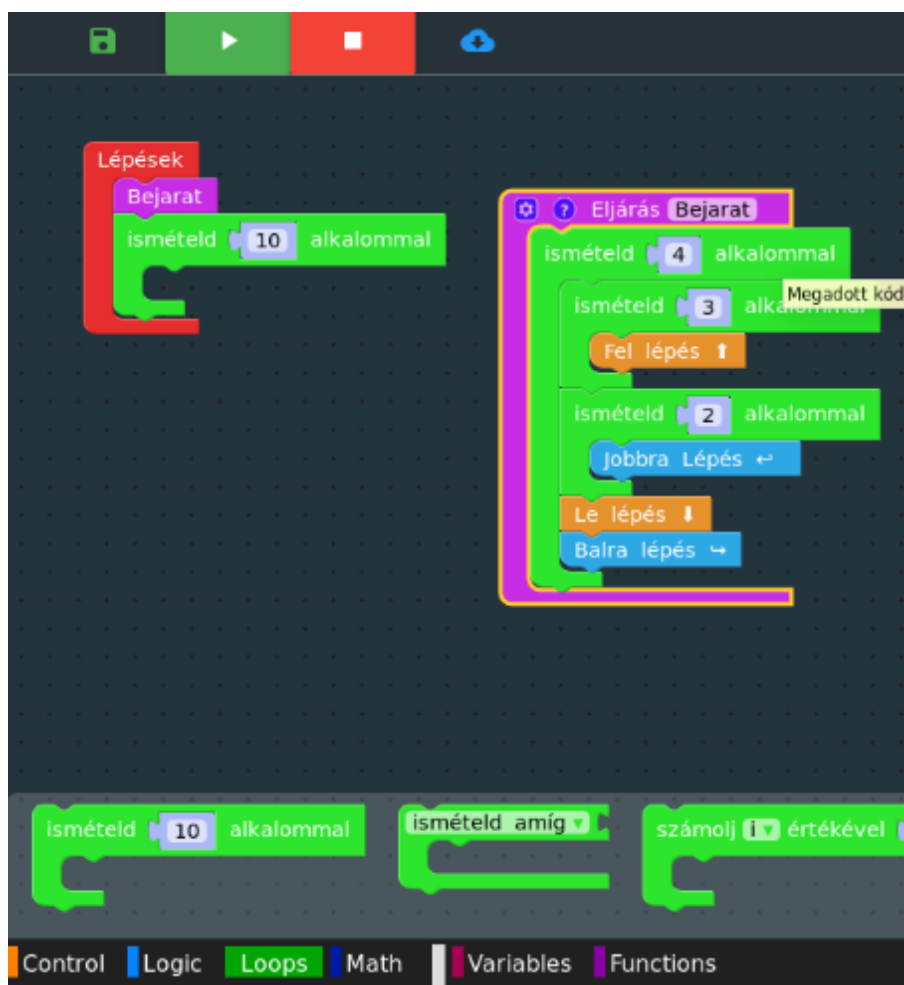 Lépések
Bejarat
ismételd 10 alkalommal
? Eljárás Bejarat
ismételd 4 alkalommal
Megadott kód
ismételd 3
Fel lépés ⬆
ismételd 2 alkalommal
Jobbra Lépés ↩
Le lépés ⬇
Balra lépés ↪
ismételd 10 alkalommal
ismételd amíg ▾
számolj i ▾ értékével
Control Logic Loops Math Variables Functions